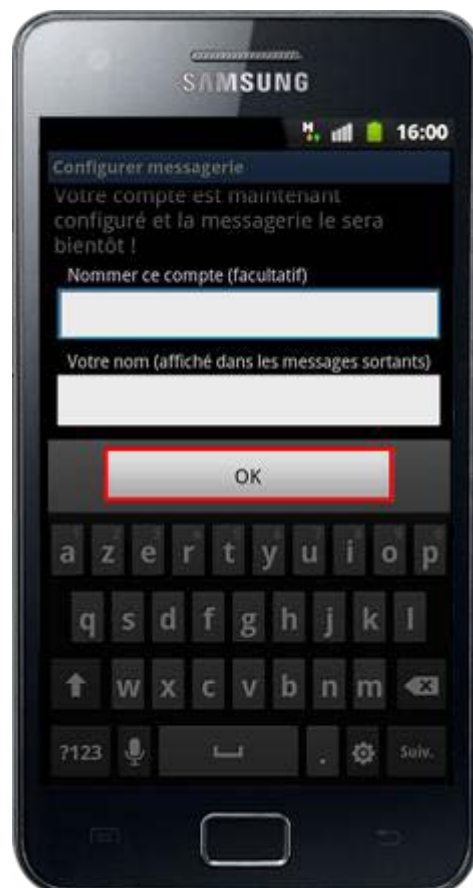 SAMSUNG
H 16:00
Configurer messagerie
Votre compte est maintenant
configuré et la messagerie le sera
bientôt !
Nommer ce compte (facultatif)
Votre nom (affiché dans les messages sortants)
OK
a z e r t y u i o p
q s d f g h j k l
w x c v b n m
?123 . Suiv.